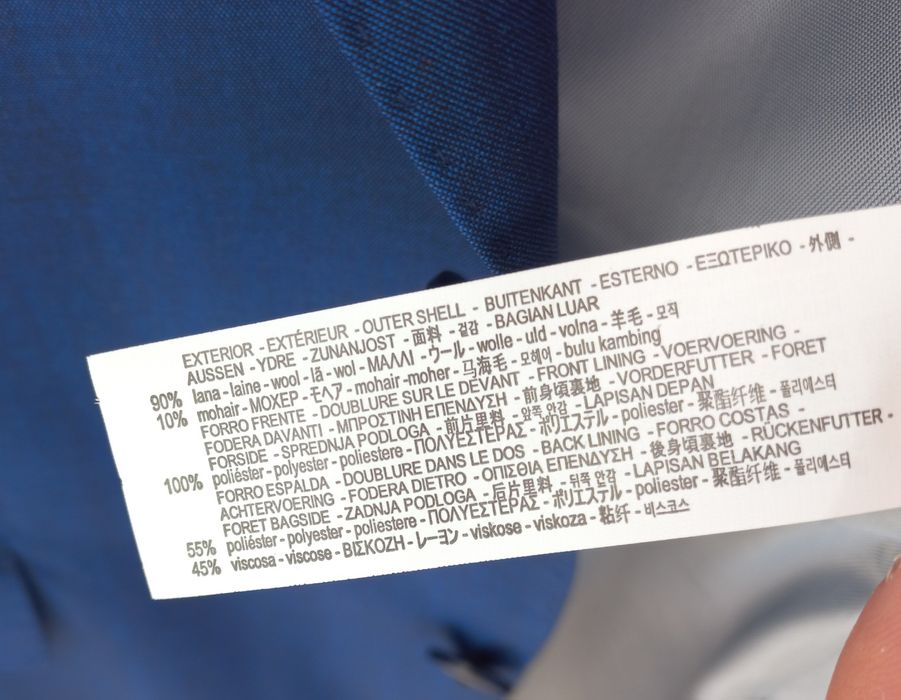 EXTERIOR - EXTÉRIEUR - OUTER SHELL - BUITENKANT - ESTERNO - ΕΞΩΤΕΡΙΚΟ - 外側 -
AUSSEN - YDRE - ZUNANJOST - 面料 - 겉감 - BAGIAN LUAR
90% lana - laine - wool - lã - wol - ΜΑΛΛΙ - ウール - wolle - uld - volna - 羊毛 - 모직
10% mohair - MOXEP - モヘア - mohair -moher - 马海毛 - 모헤어 - bulu kambing
FORRO FRENTE - DOUBLURE SUR LE DEVANT - FRONT LINING - VOERVOERING -
FODERA DAVANTI - ΜΠΡΟΣΤΙΝΗ ΕΠΕΝΔΥΣΗ - 前身頃裏地 - VORDERFUTTER - FORET
FORSIDE - SPREDNJA PODLOGA - 前片里料 - 앞쪽 안감 - LAPISAN DEPAN
100% poliéster - polyester - poliestere - ΠΟΛΥΕΣΤΕΡΑΣ - ポリエステル - poliester - 聚酯纤维 - 폴리에스터
FORRO ESPALDA - DOUBLURE DANS LE DOS - BACK LINING - FORRO COSTAS -
ACHTERVOERING - FODERA DIETRO - ΟΠΙΣΘΙΑ ΕΠΕΝΔΥΣΗ - 後身頃裏地 - RÜCKENFUTTER -
FORET BAGSIDE - ZADNJA PODLOGA - 后片里料 - 뒤쪽 안감 - LAPISAN BELAKANG
55% poliéster - polyester - poliestere - ΠΟΛΥΕΣΤΕΡΑΣ - ポリエステル - poliester - 聚酯纤维 - 폴리에스터
45% viscosa - viscose - ΒΙΣΚΟΖΗ - レーヨン - viskose - viskoza - 粘纤 - 비스코스